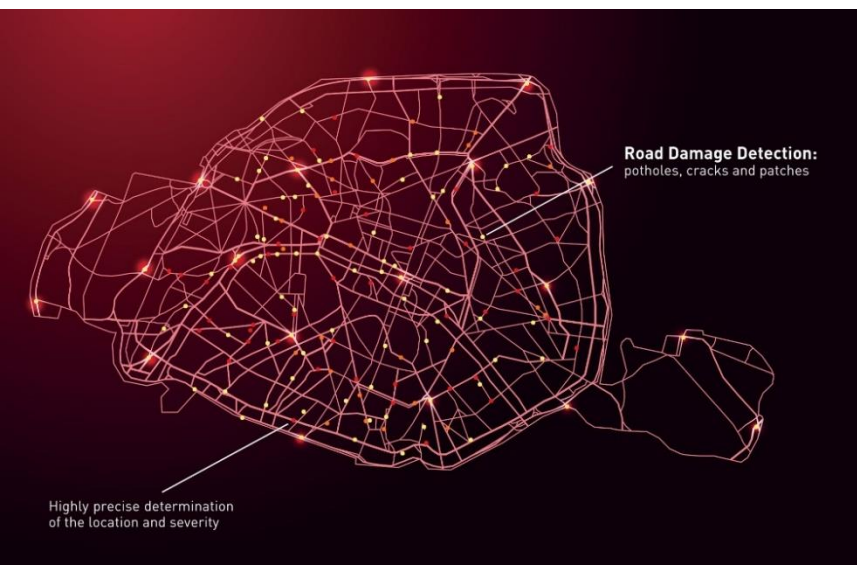 Road Damage Detection:
potholes, cracks and patches
Highly precise determination
of the location and severity